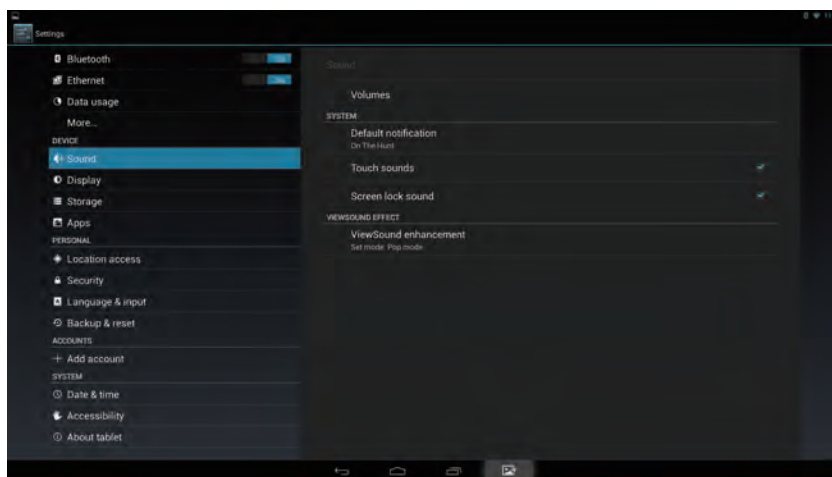 Settings
Bluetooth
Ethernet
Data usage
More...
DEVICE
Sound
Display
Storage
Apps
PERSONAL
Location access
Security
Language & input
Backup & reset
ACCOUNTS
Add account
SYSTEM
Date & time
Accessibility
About tablet
Sound
Volumes
SYSTEM
Default notification
On The Hunt
Touch sounds
Screen lock sound
VIEWSOUND EFFECT
ViewSound enhancement
Set mode: Pop mode